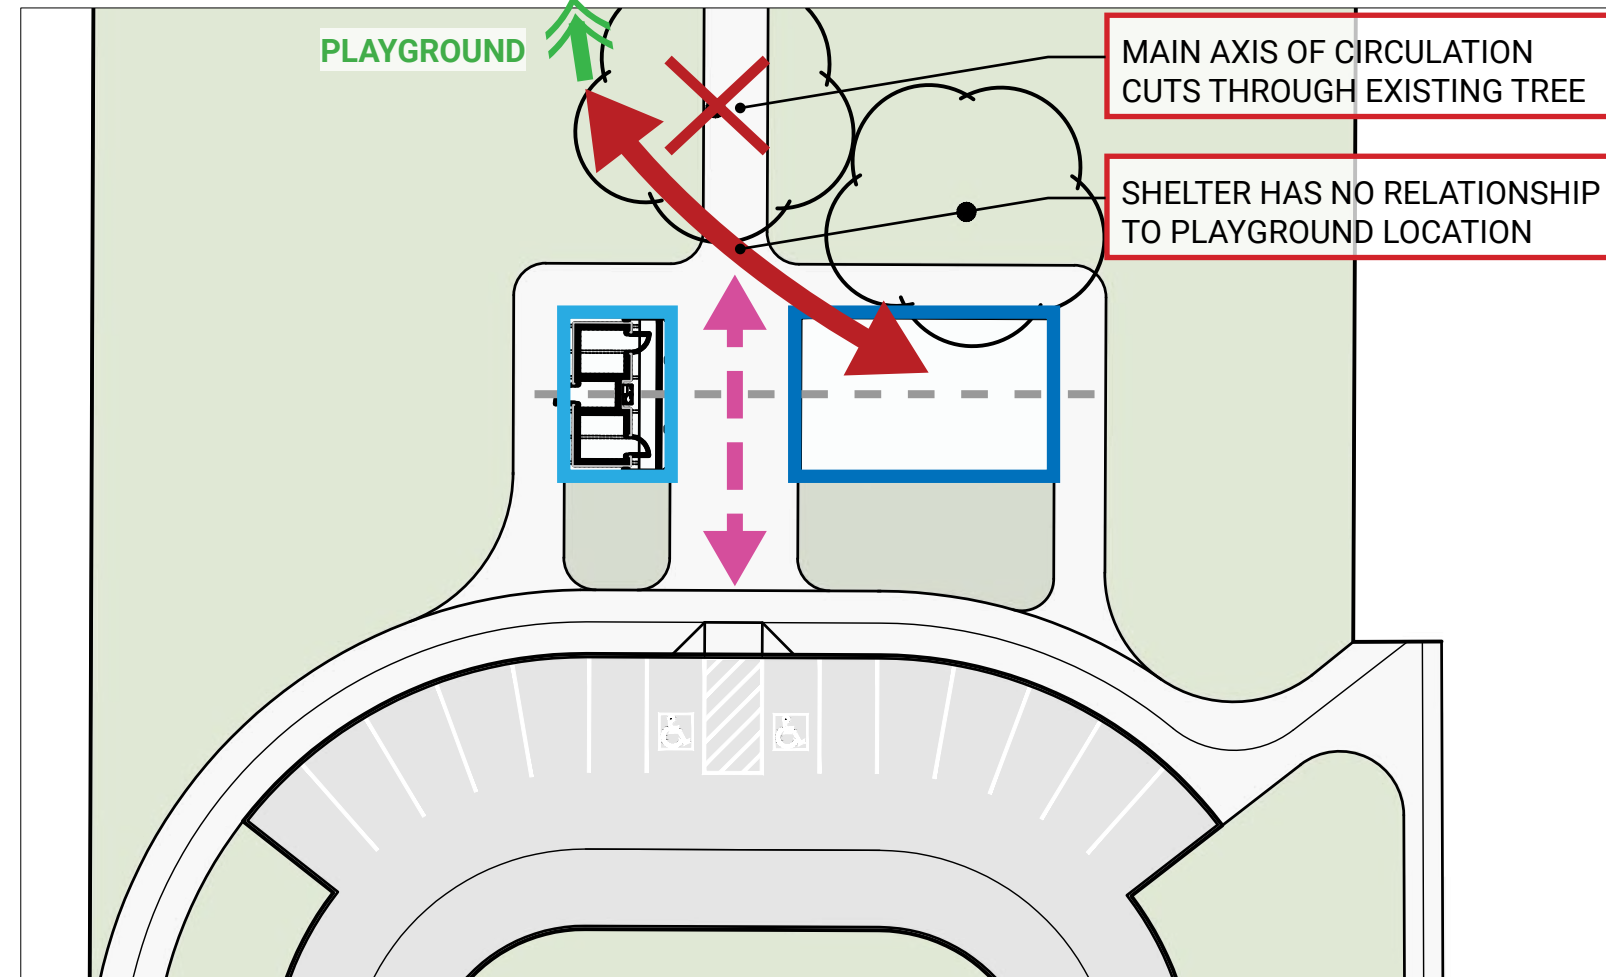 PLAYGROUND
MAIN AXIS OF CIRCULATION
CUTS THROUGH EXISTING TREE
SHELTER HAS NO RELATIONSHIP
TO PLAYGROUND LOCATION